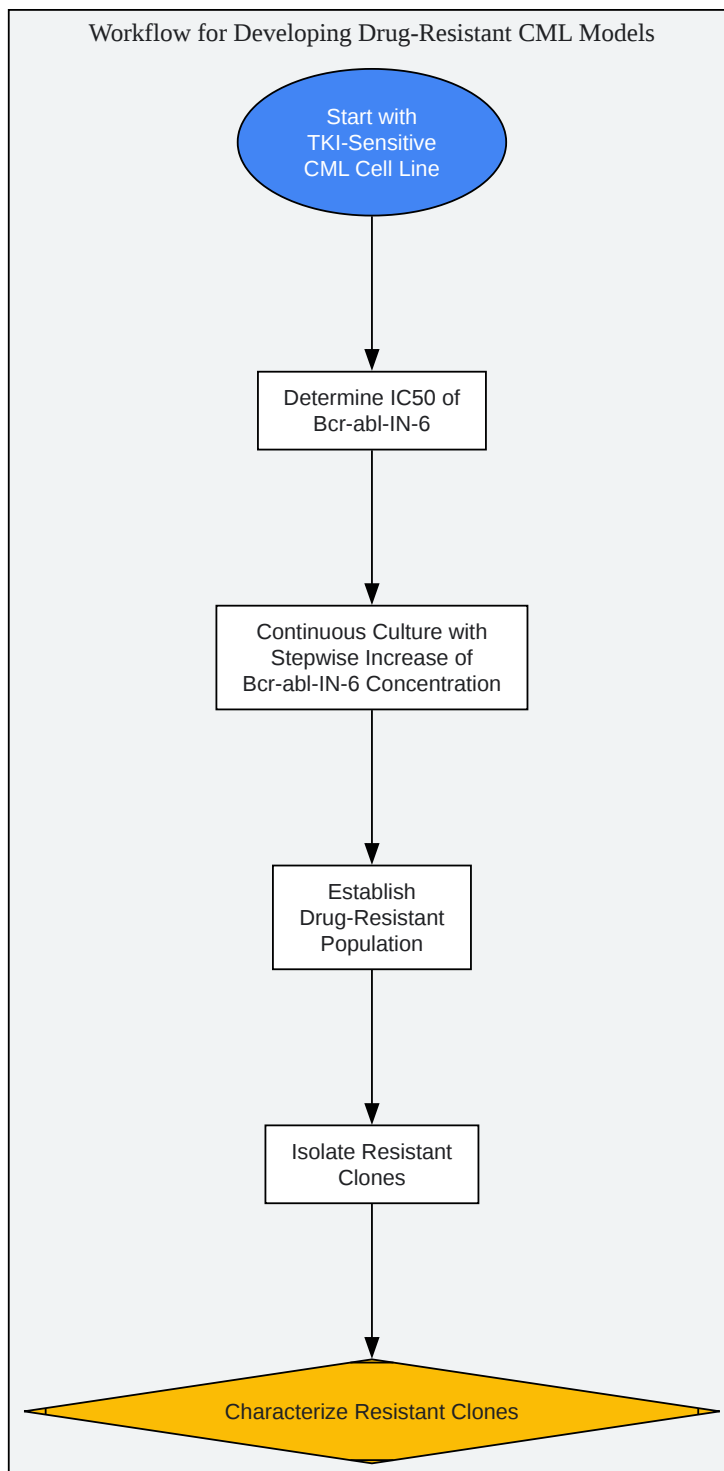 Workflow for Developing Drug-Resistant CML Models
Start with
TKI-Sensitive
CML Cell Line
Determine IC50 of
Bcr-abl-IN-6
Continuous Culture with
Stepwise Increase of
Bcr-abl-IN-6 Concentration
Establish
Drug-Resistant
Population
Isolate Resistant
Clones
Characterize Resistant Clones